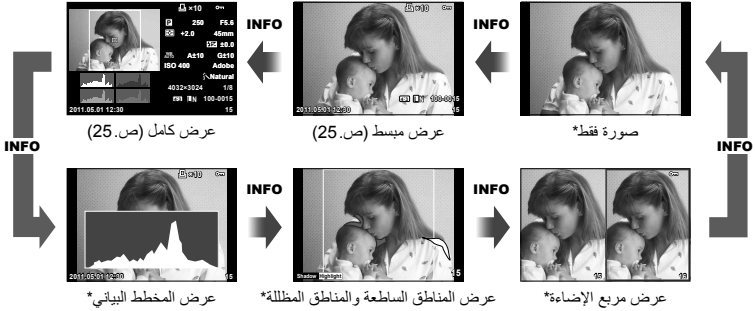 INFO
INFO
×10
P 250 F5.6
+2.0 45mm
±0.0
A±10 G±10
ISO 400 Adobe
Natural
4032×3024 1/8
N 100-0015
2011.05.01 12:30 15
×10
N 100-0015
2011.05.01 12:30 15
عرض كامل (ص. 25)
عرض مبسط (ص. 25)
صورة فقط*
INFO
INFO
INFO
INFO
×10
2011.05.01 12:30 15
Shadow Highlight 15
15
16
عرض المخطط البياني*
عرض المناطق الساطعة والمناطق المظللة*
عرض مربع الإضاءة*